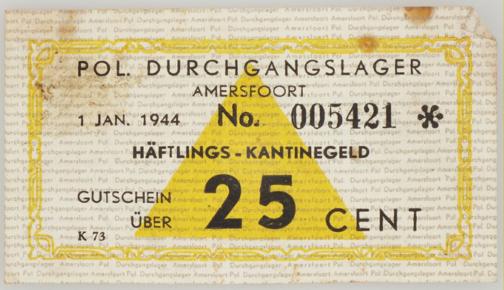 POL. DURCHGANGSLAGER
AMERSFOORT
1 JAN. 1944 No. 005421 *
HÄFTLINGS - KANTINEGELD
GUTSCHEIN
ÜBER 25 CENT
K 73